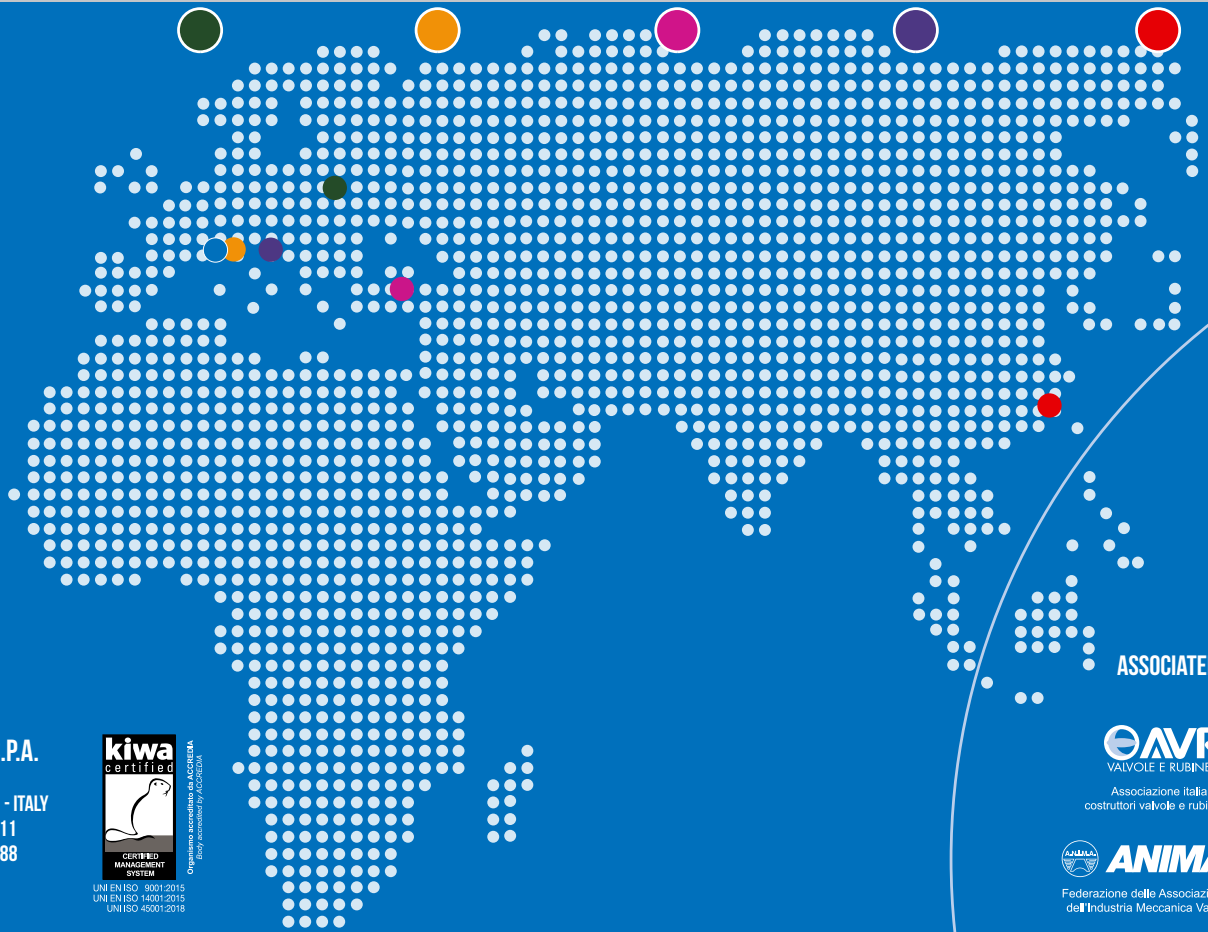 .P.A.
- ITALY
11
88
kiwa
certified
CERTIFIED
MANAGEMENT
SYSTEM
Organismo accreditato da ACCREDIA
Body accredited by ACCREDIA
UNI EN ISO 9001:2015
UNI EN ISO 14001:2015
UNI ISO 45001:2018
ASSOCIATE
AVR
VALVOLE E RUBINE
Associazione italia
costruttori valvole e rubi
A.N.I.M.A.
ANIMA
Federazione delle Associazi
dell'Industria Meccanica Va